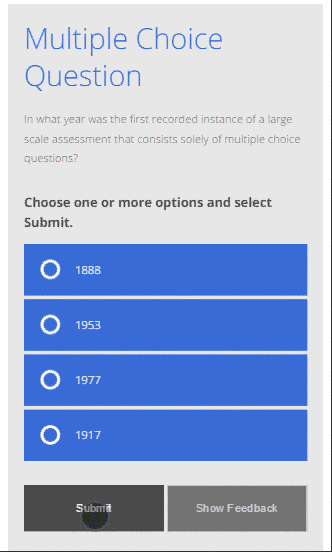 Multiple Choice
Question
In what year was the first recorded instance of a large
scale assessment that consists solely of multiple choice
questions?
Choose one or more options and select
Submit.
1888
1953
1977
1917
Submit
Show Feedback